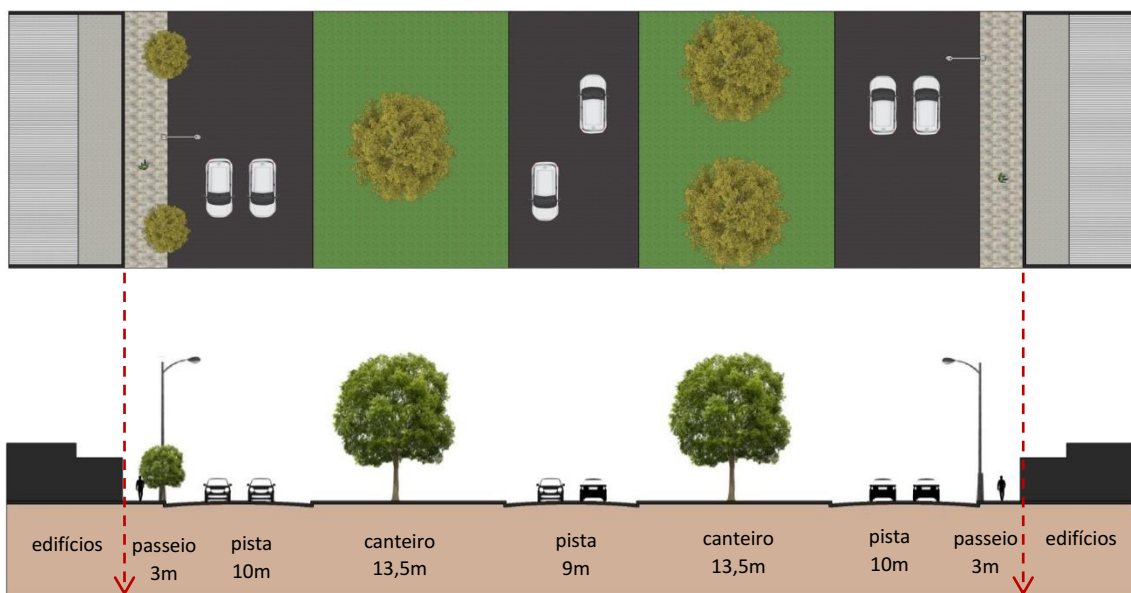 edifícios
passeio
3m
pista
10m
canteiro
13,5m
pista
9m
canteiro
13,5m
pista
10m
passeio
3m
edifícios